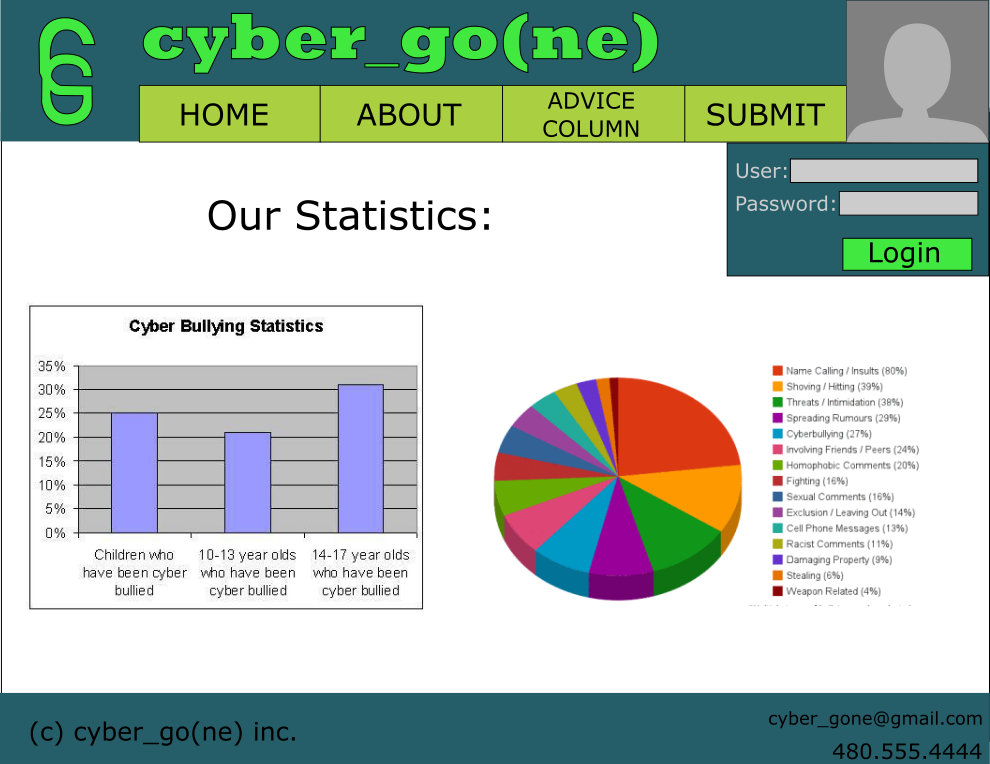 CG
cyber_go(ne)
HOME
ABOUT
ADVICE
COLUMN
SUBMIT
User:
Password:
Login
Our Statistics:
Cyber Bullying Statistics
35%
30%
25%
20%
15%
10%
5%
0%
Children who
have been cyber
bullied
10-13 year olds
who have been
cyber bullied
14-17 year olds
who have been
cyber bullied
Name Calling / Insults (80%)
Shoving / Hitting (39%)
Threats / Intimidation (38%)
Spreading Rumours (29%)
Cyberbullying (27%)
Involving Friends / Peers (24%)
Homophobic Comments (20%)
Fighting (16%)
Sexual Comments (16%)
Exclusion / Leaving Out (14%)
Cell Phone Messages (13%)
Racist Comments (11%)
Damaging Property (9%)
Stealing (6%)
Weapon Related (4%)
(c) cyber_go(ne) inc.
cyber_gone@gmail.com
480.555.4444